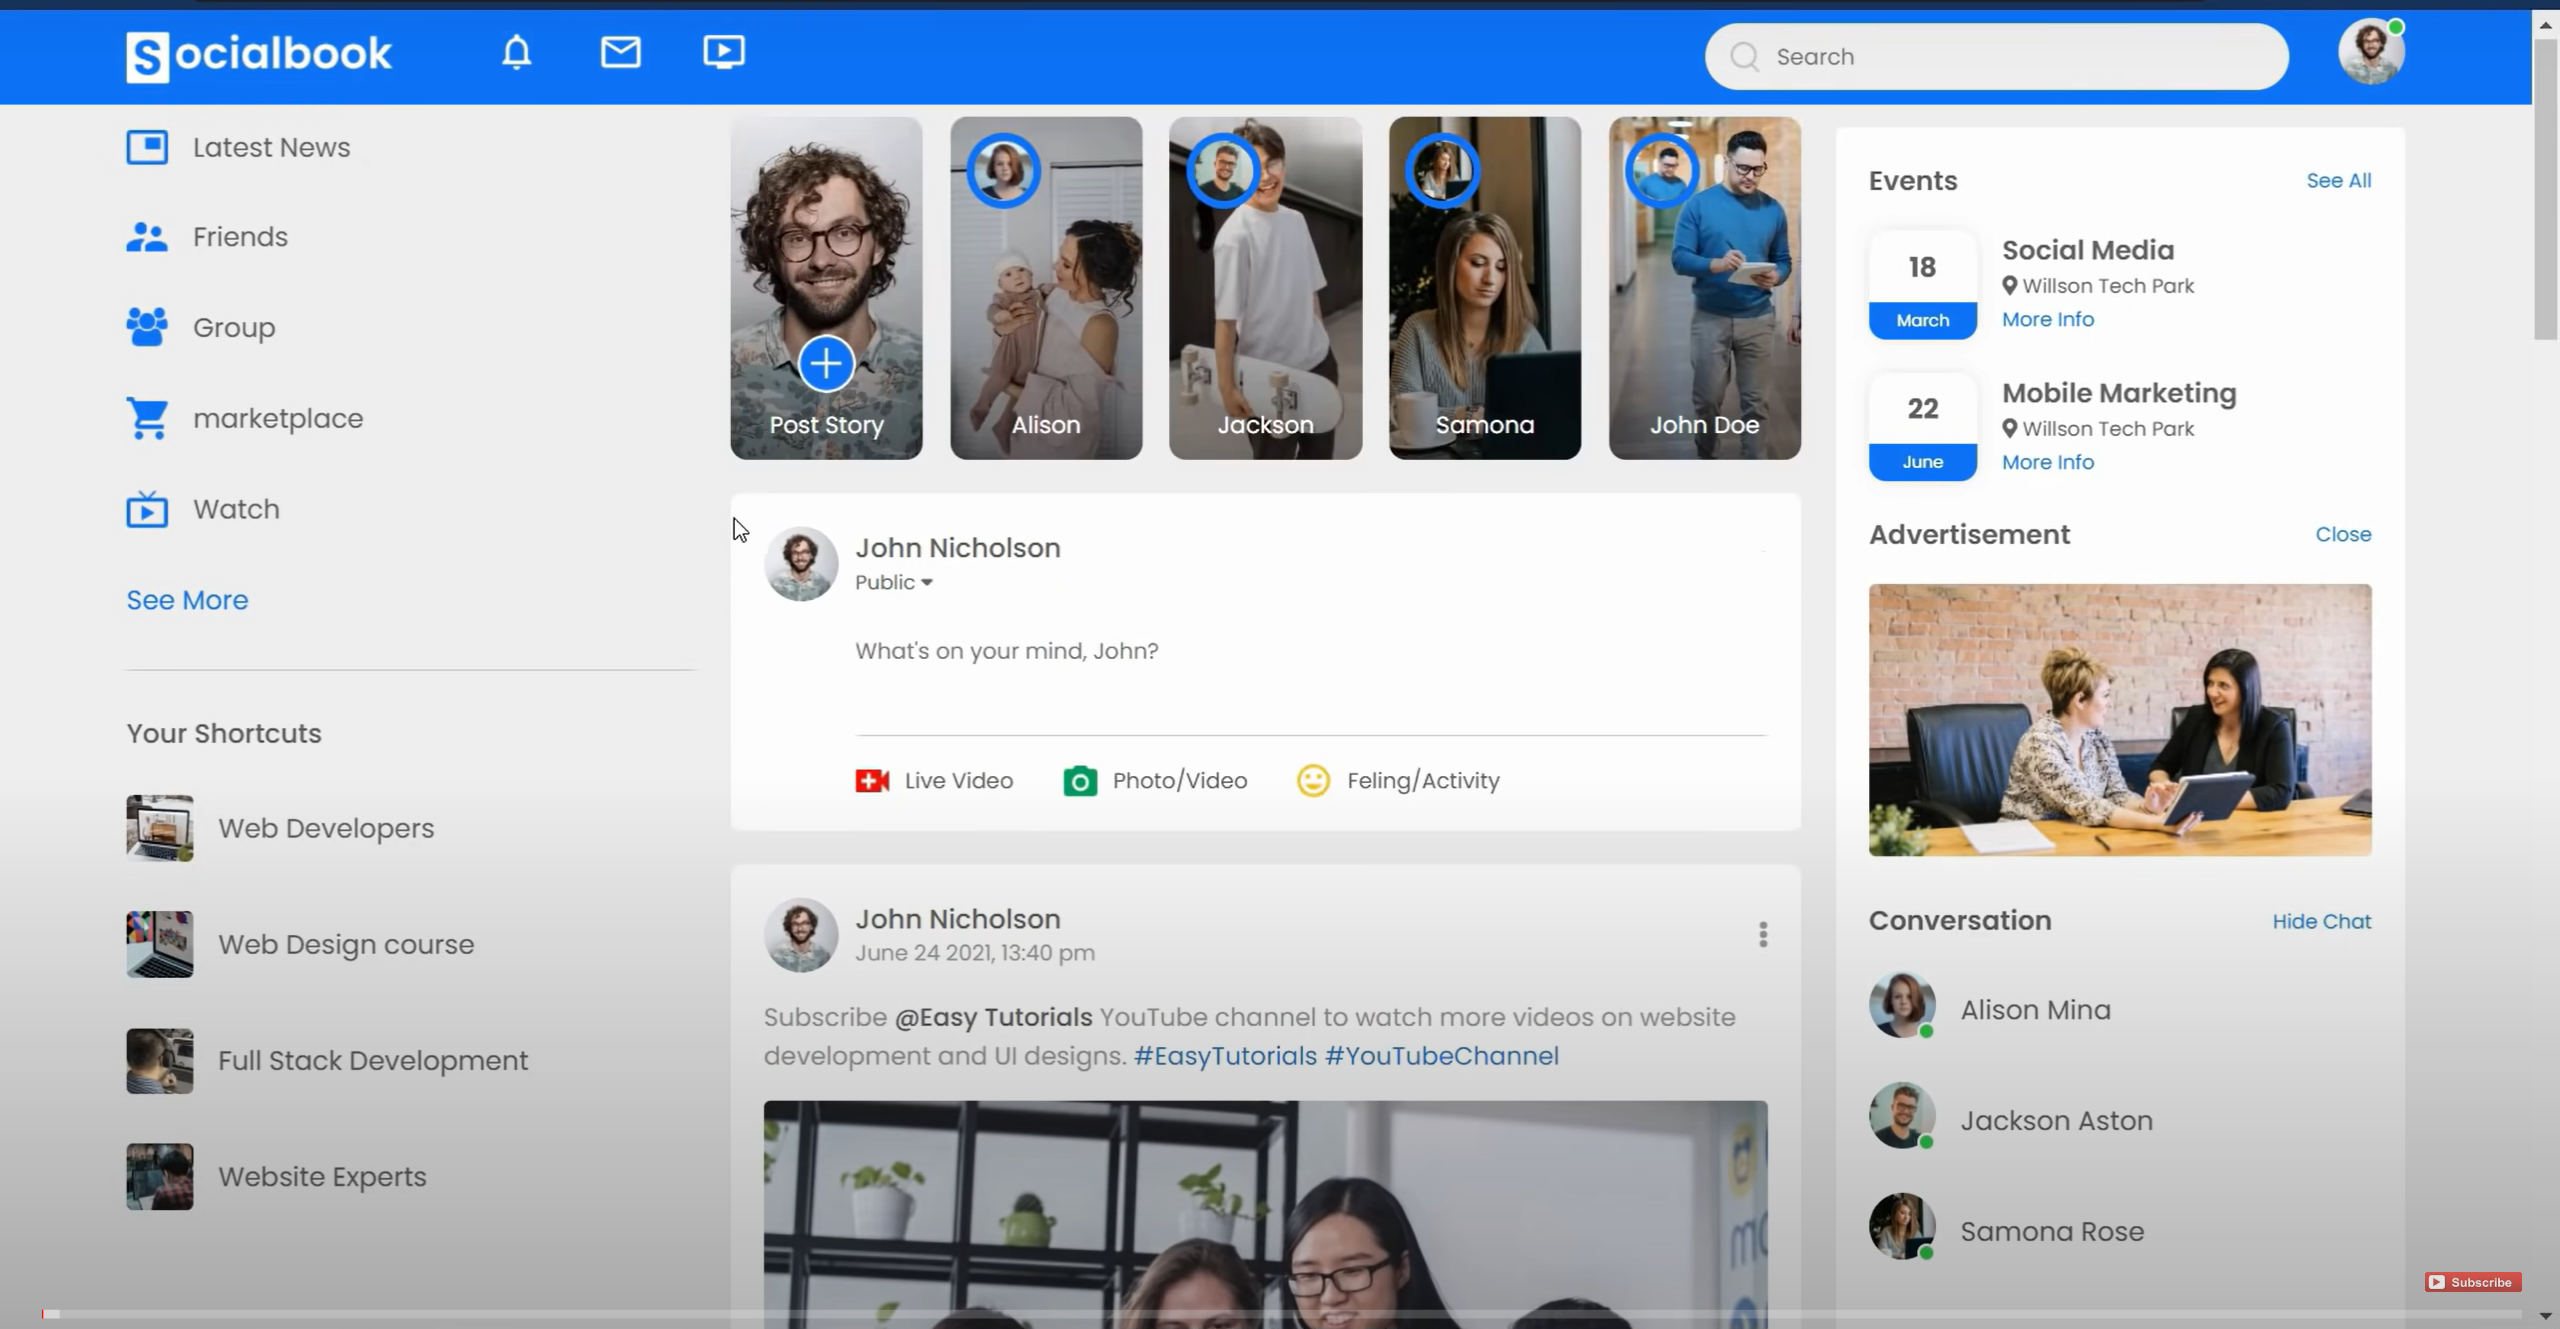 Socialbook
Search
Latest News
Friends
Group
marketplace
Watch
See More
Your Shortcuts
Web Developers
Web Design course
Full Stack Development
Website Experts
Post Story
Alison
Jackson
Samona
John Doe
John Nicholson
Public
What's on your mind, John?
Live Video
Photo/Video
Feling/Activity
John Nicholson
June 24 2021, 13:40 pm
Subscribe @Easy Tutorials YouTube channel to watch more videos on website
development and UI designs. #EasyTutorials #YouTubeChannel
Events
See All
18
March
Social Media
Willson Tech Park
More Info
22
June
Mobile Marketing
Willson Tech Park
More Info
Advertisement
Close
Conversation
Hide Chat
Alison Mina
Jackson Aston
Samona Rose
Subscribe